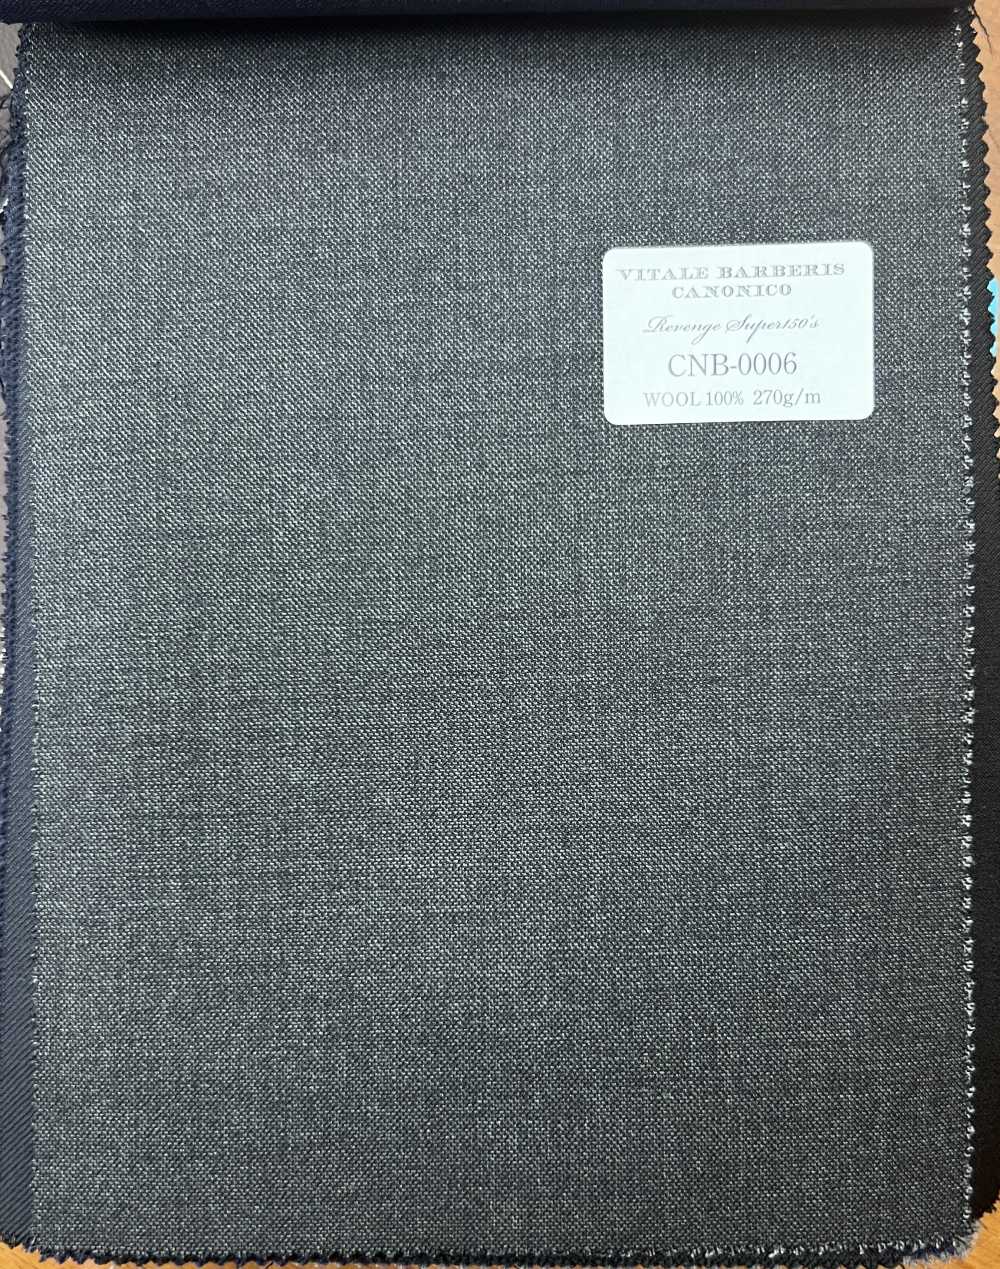 VITALE BARBERIS
CANONICO
Revenge Super150's
CNB-0006
WOOL 100% 270g/m